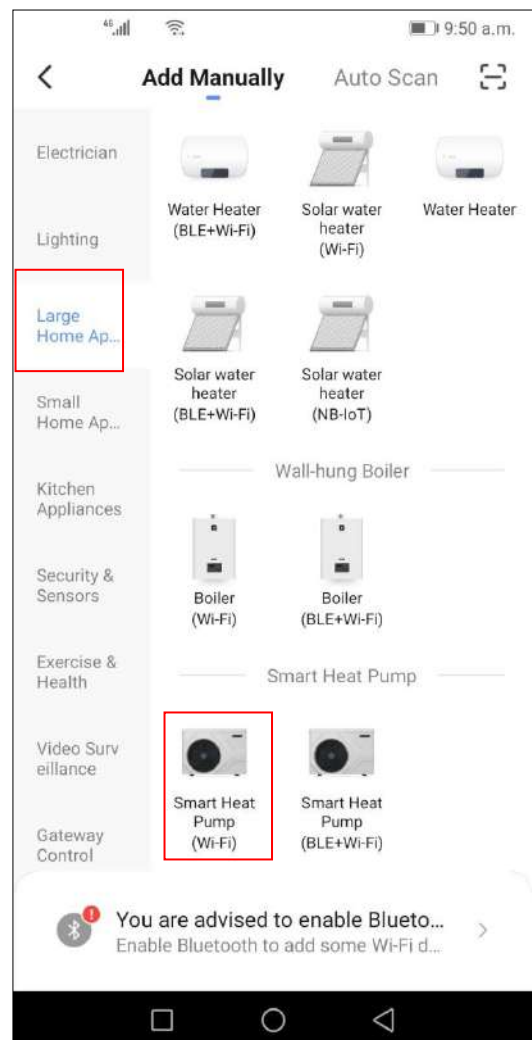 46 9:50 a.m.
Add Manually Auto Scan
Electrician
Lighting
Large
Home Ap...
Small
Home Ap...
Kitchen
Appliances
Security &
Sensors
Exercise &
Health
Video Surv
eillance
Gateway
Control
Water Heater
(BLE+Wi-Fi)
Solar water
heater
(Wi-Fi)
Water Heater
Solar water
heater
(BLE+Wi-Fi)
Solar water
heater
(NB-IoT)
Wall-hung Boiler
Boiler
(Wi-Fi)
Boiler
(BLE+Wi-Fi)
Smart Heat Pump
Smart Heat
Pump
(Wi-Fi)
Smart Heat
Pump
(BLE+Wi-Fi)
You are advised to enable Blueto...
Enable Bluetooth to add some Wi-Fi d...